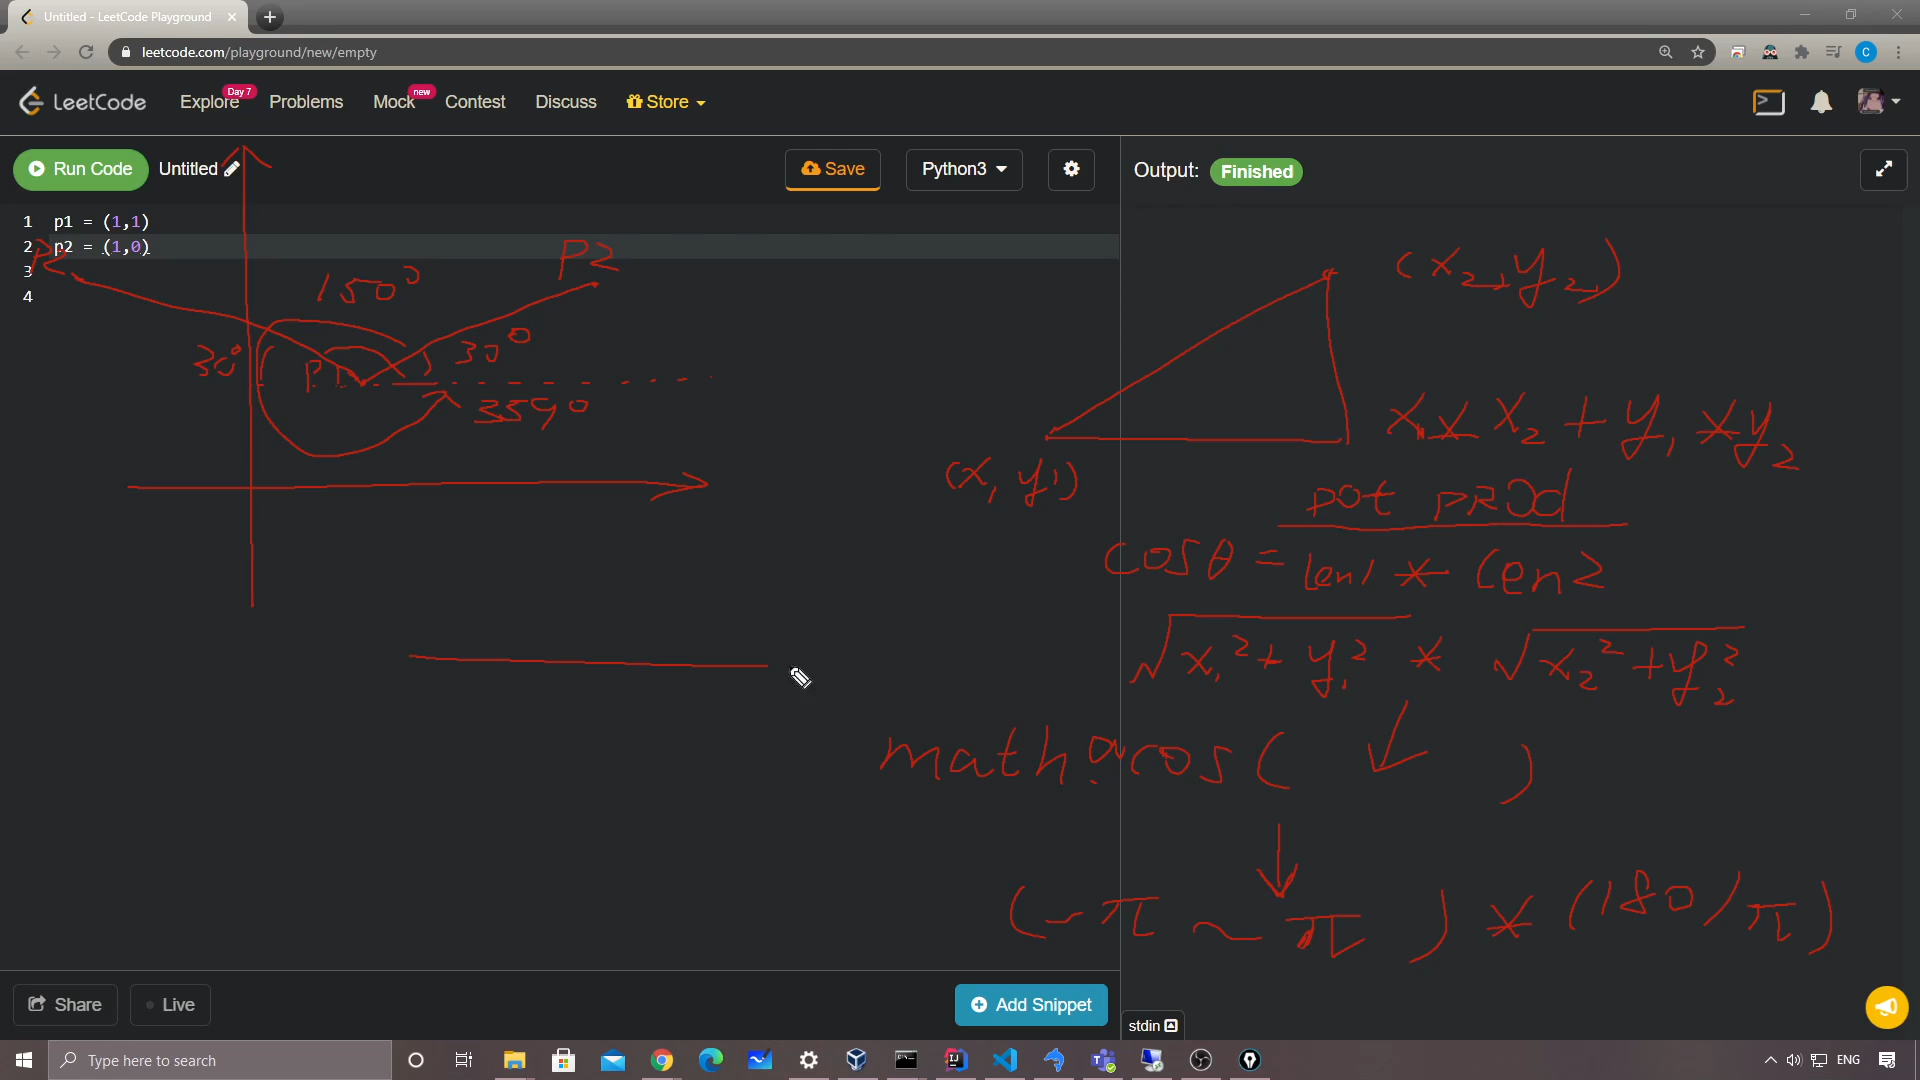 Untitled - LeetCode Playground
leetcode.com/playground/new/empty
C
LeetCode Explore Day 7 Problems Mock new Contest Discuss Store
Run Code Untitled Save Python3
Output: Finished
1 p1 = (1,1)
2 p2 = (1,0)
3
4
P2
150°
30°
30°
P1
359°
(x2, y2)
(x, y1)
x1 * x2 + y1 * y2
DOT PROD
cos θ = len1 * len2
√x1² + y1² * √x2² + y2²
math.acos( )
(-π ~ π) * (180/π)
Share Live Add Snippet
stdin
Type here to search
ENG